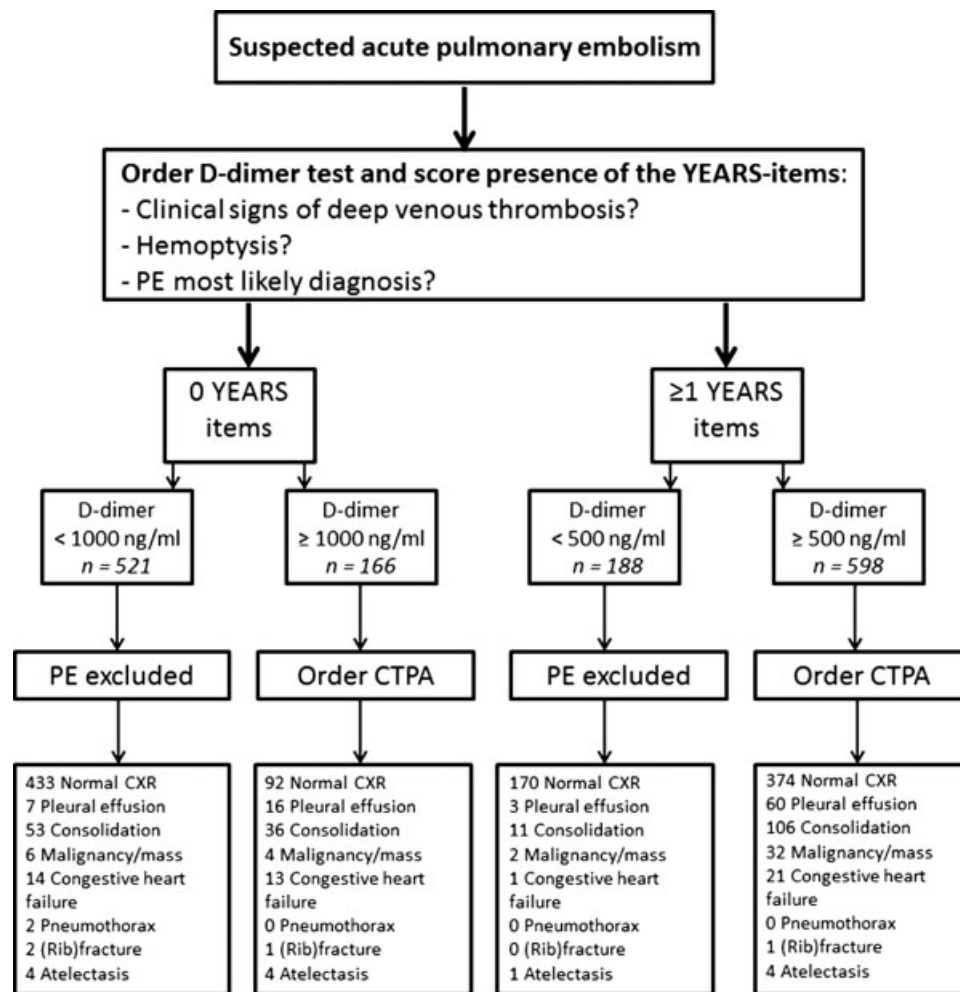 Suspected acute pulmonary embolism
Order D-dimer test and score presence of the YEARS-items:
- Clinical signs of deep venous thrombosis?
- Hemoptysis?
- PE most likely diagnosis?
0 YEARS
items
≥1 YEARS
items
D-dimer
< 1000 ng/ml
n = 521
D-dimer
≥ 1000 ng/ml
n = 166
D-dimer
< 500 ng/ml
n = 188
D-dimer
≥ 500 ng/ml
n = 598
PE excluded
Order CTPA
PE excluded
Order CTPA
433 Normal CXR
7 Pleural effusion
53 Consolidation
6 Malignancy/mass
14 Congestive heart
failure
2 Pneumothorax
2 (Rib)fracture
4 Atelectasis
92 Normal CXR
16 Pleural effusion
36 Consolidation
4 Malignancy/mass
13 Congestive heart
failure
0 Pneumothorax
1 (Rib)fracture
4 Atelectasis
170 Normal CXR
3 Pleural effusion
11 Consolidation
2 Malignancy/mass
1 Congestive heart
failure
0 Pneumothorax
0 (Rib)fracture
1 Atelectasis
374 Normal CXR
60 Pleural effusion
106 Consolidation
32 Malignancy/mass
21 Congestive heart
failure
0 Pneumothorax
1 (Rib)fracture
4 Atelectasis